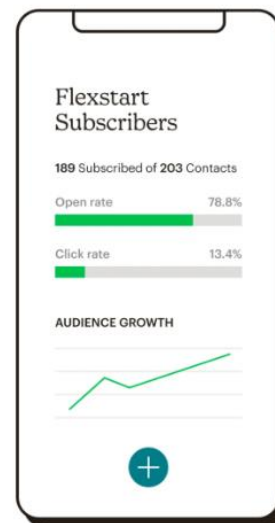 Flexstart
Subscribers
189 Subscribed of 203 Contacts
Open rate 78.8%
Click rate 13.4%
AUDIENCE GROWTH